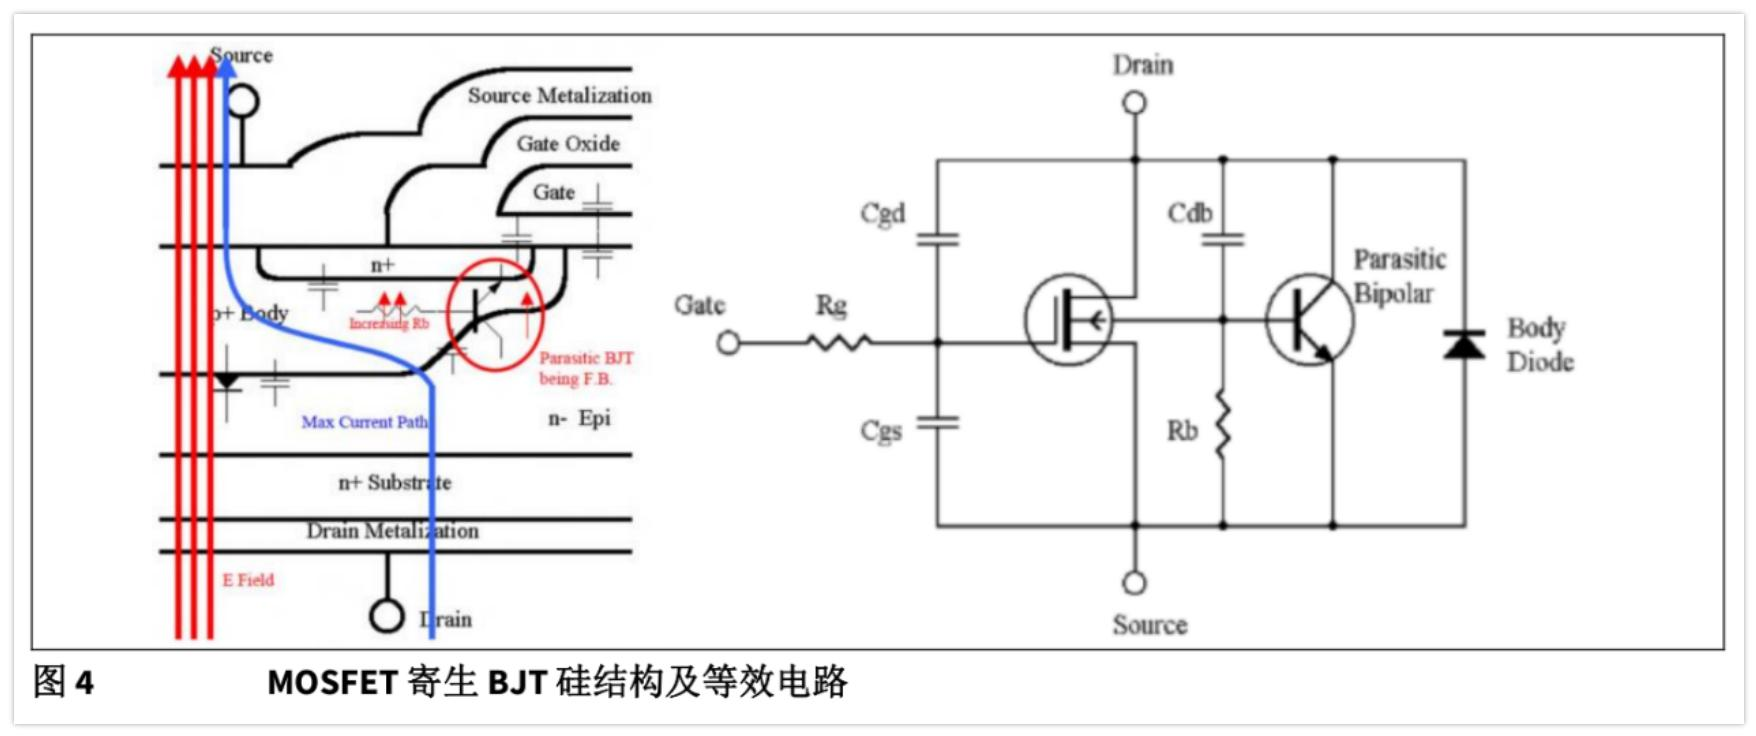 Source
Source Metalization
Gate Oxide
Gate
n+
p+ Body
Increasing Rb
Parasitic BJT
being F.B.
Max Current Path
n- Epi
n+ Substrate
Drain Metalization
E Field
Drain
Drain
Cgd
Cdb
Parasitic
Bipolar
Gate
Rg
Body
Diode
Cgs
Rb
Source
图 4 MOSFET 寄生 BJT 硅结构及等效电路